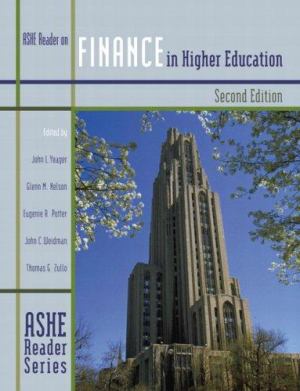 ASHE Reader on
FINANCE in Higher Education
Second Edition
Edited by
John L. Yeager
Glenn M. Nelson
Eugenie A. Potter
John C. Weidman
Thomas G. Zullo
ASHE
Reader
Series